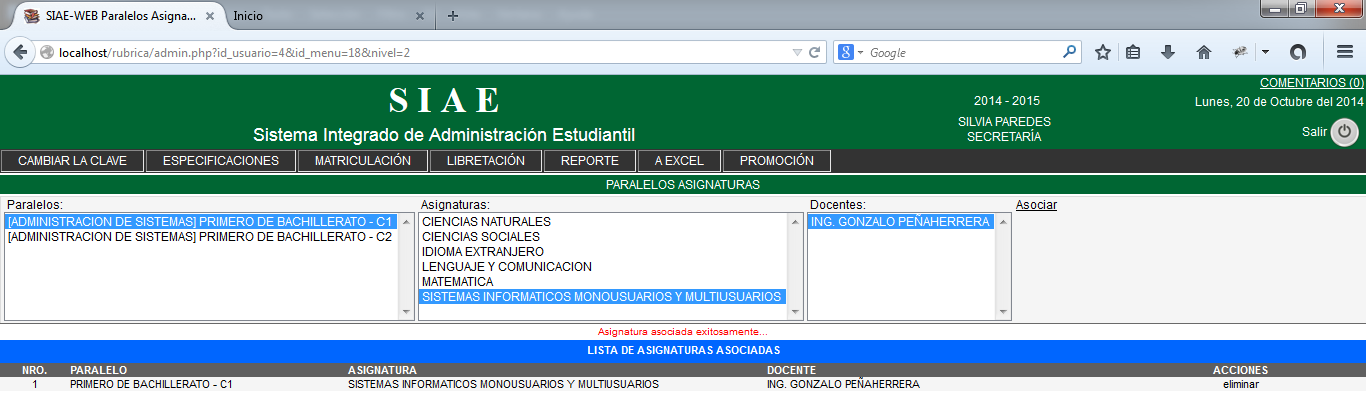 SIAE-WEB Paralelos Asigna...
Inicio
localhost/rubrica/admin.php?id_usuario=4&id_menu=18&nivel=2
Google
COMENTARIOS (0)
S I A E
2014 - 2015
Lunes, 20 de Octubre del 2014
Sistema Integrado de Administración Estudiantil
SILVIA PAREDES
SECRETARÍA
Salir
CAMBIAR LA CLAVE ESPECIFICACIONES MATRICULACIÓN LIBRETACIÓN REPORTE A EXCEL PROMOCIÓN
PARALELOS ASIGNATURAS
Paralelos: Asignaturas: Docentes: Asociar
[ADMINISTRACION DE SISTEMAS] PRIMERO DE BACHILLERATO - C1
[ADMINISTRACION DE SISTEMAS] PRIMERO DE BACHILLERATO - C2
CIENCIAS NATURALES
CIENCIAS SOCIALES
IDIOMA EXTRANJERO
LENGUAJE Y COMUNICACION
MATEMATICA
SISTEMAS INFORMATICOS MONOUSUARIOS Y MULTIUSUARIOS
ING. GONZALO PEÑAHERRERA
Asignatura asociada exitosamente...
LISTA DE ASIGNATURAS ASOCIADAS
NRO. PARALELO ASIGNATURA DOCENTE ACCIONES
1 PRIMERO DE BACHILLERATO - C1 SISTEMAS INFORMATICOS MONOUSUARIOS Y MULTIUSUARIOS ING. GONZALO PEÑAHERRERA eliminar